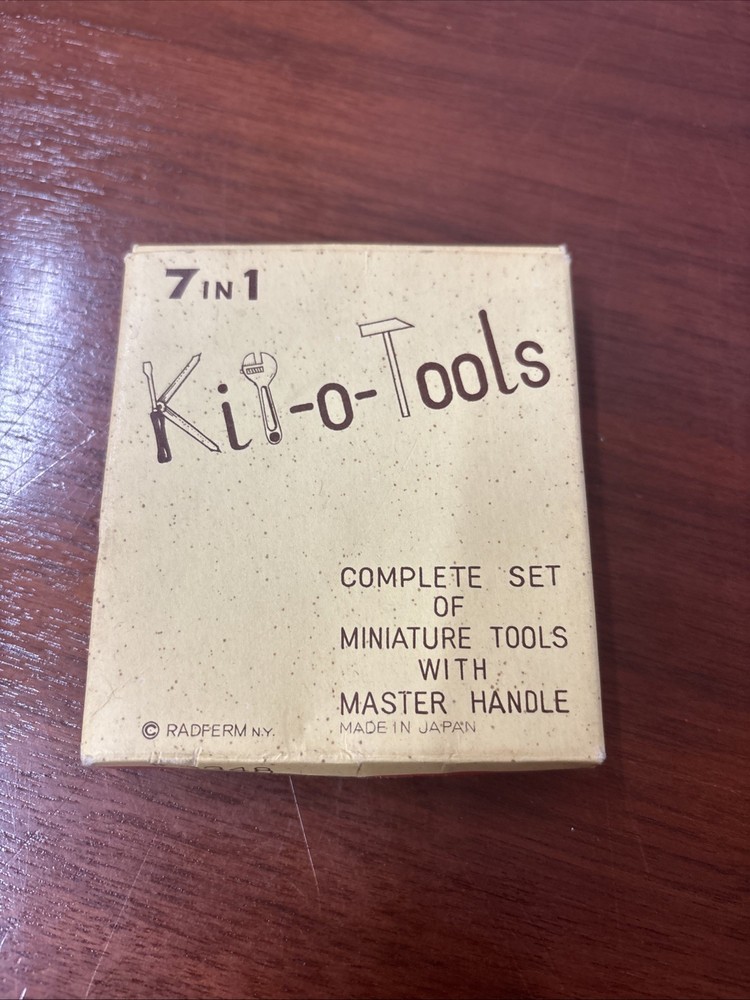 7 IN 1
Kit-o-Tools
COMPLETE SET
OF
MINIATURE TOOLS
WITH
MASTER HANDLE
© RADFERM N.Y.
MADE IN JAPAN